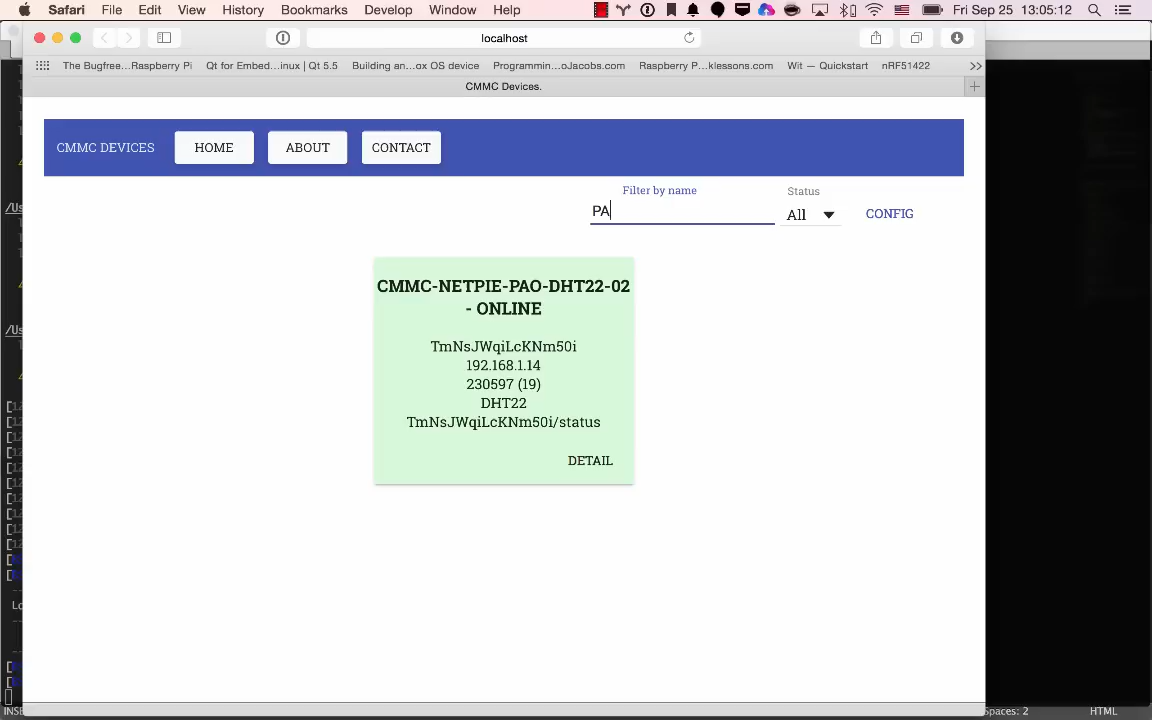 Safari File Edit View History Bookmarks Develop Window Help Fri Sep 25 13:05:12
localhost
The Bugfree...Raspberry Pi Qt for Embed...inux | Qt 5.5 Building an...ox OS device Programmin...oJacobs.com Raspberry P...klessons.com Wit — Quickstart nRF51422 >>
CMMC Devices.
CMMC DEVICES HOME ABOUT CONTACT
Filter by name Status
PA All CONFIG
CMMC-NETPIE-PAO-DHT22-02
- ONLINE
TmNsJWqiLcKNm50i
192.168.1.14
230597 (19)
DHT22
TmNsJWqiLcKNm50i/status
DETAIL
Spaces: 2 HTML